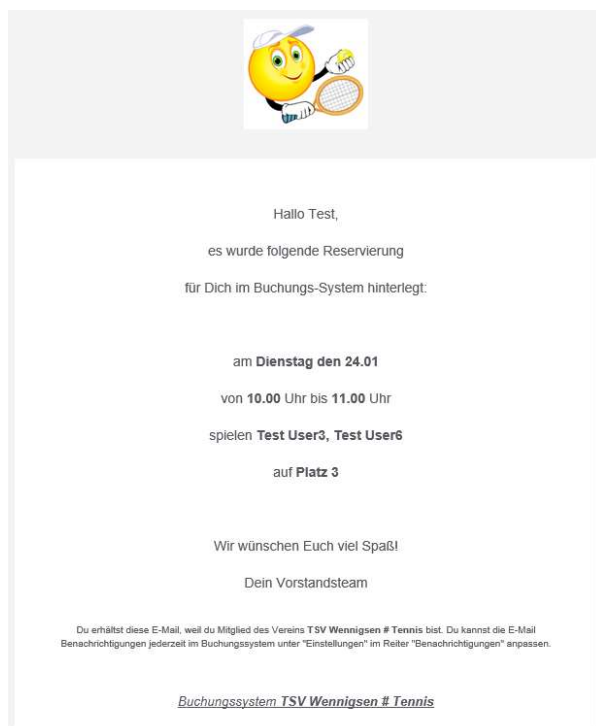 Hallo Test,
es wurde folgende Reservierung
für Dich im Buchungs-System hinterlegt:
am Dienstag den 24.01
von 10.00 Uhr bis 11.00 Uhr
spielen Test User3, Test User6
auf Platz 3
Wir wünschen Euch viel Spaß!
Dein Vorstandsteam
Du erhältst diese E-Mail, weil du Mitglied des Vereins TSV Wennigsen # Tennis bist. Du kannst die E-Mail
Benachrichtigungen jederzeit im Buchungssystem unter "Einstellungen" im Reiter "Benachrichtigungen" anpassen.
Buchungssystem TSV Wennigsen # Tennis